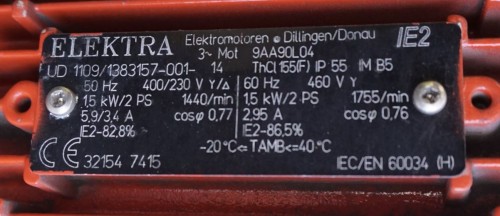 ELEKTRA Elektromotoren • Dillingen/Donau IE2
3~ Mot 9AA90L04
UD 1109/1383157-001- 14 ThCl.155(F) IP 55 IM B5
50 Hz 400/230 V Y/Δ 60 Hz 460 V Y
1,5 kW/2 PS 1440/min 1,5 kW/2 PS 1755/min
5,9/3,4 A cosφ 0,77 2,95 A cosφ 0,76
IE2-82,8% IE2-86,5%
-20°C<= TAMB<=40°C
CE 32154 7415 IEC/EN 60034 (H)